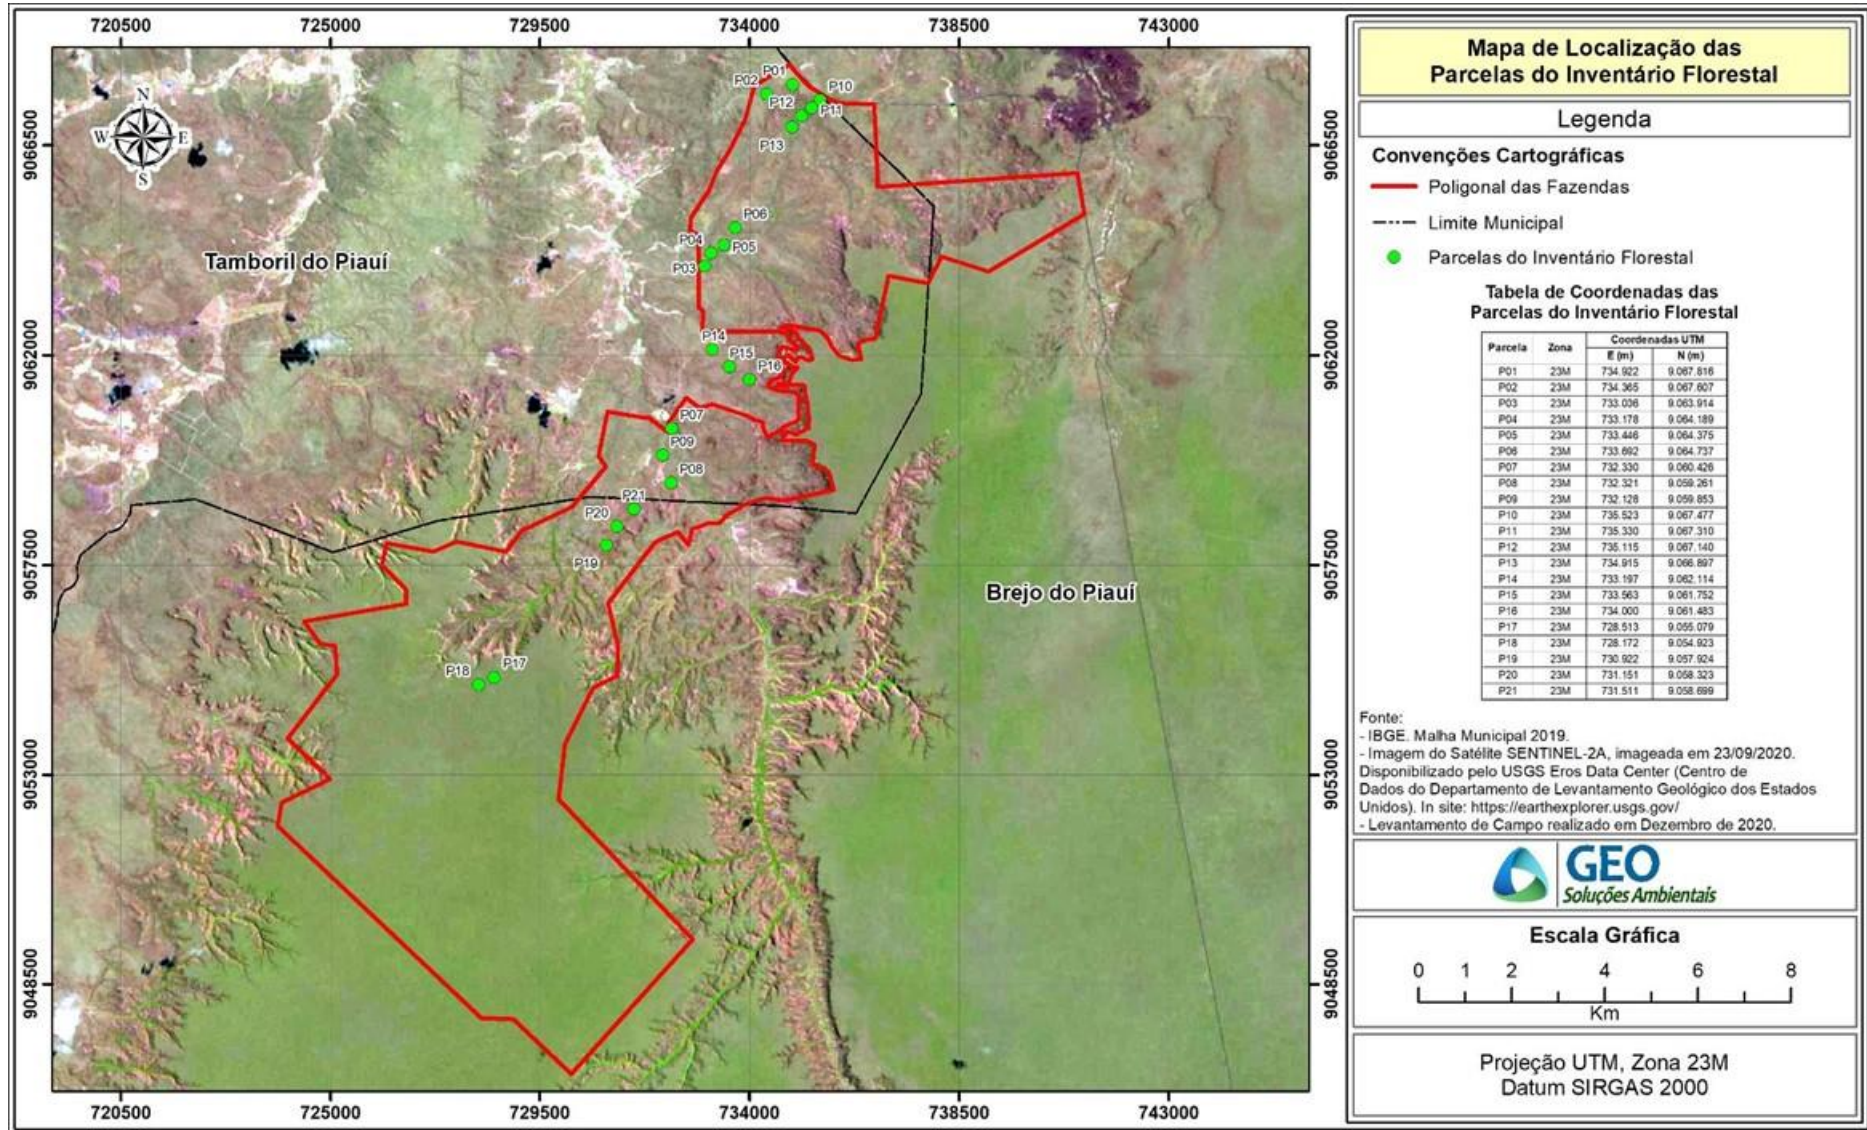 720500 725000 729500 734000 738500 743000
9066500 9062000 9057500 9053000 9048500
N
W E
S
P01
P02 P10
P12 P11
P13
P06
P04 P05
P03
Tamboril do Piauí
P14
P15
P16
P07
P09
P08
P21
P20
P19
Brejo do Piauí
P17
P18
9066500 9062000 9057500 9053000 9048500
720500 725000 729500 734000 738500 743000
Mapa de Localização das
Parcelas do Inventário Florestal
Legenda
Convenções Cartográficas
Poligonal das Fazendas
Limite Municipal
Parcelas do Inventário Florestal
Tabela de Coordenadas das
Parcelas do Inventário Florestal
Parcela Zona Coordenadas UTM
E (m) N (m)
P01 23M 734.922 9.067.816
P02 23M 734.365 9.067.607
P03 23M 733.036 9.063.914
P04 23M 733.178 9.064.189
P05 23M 733.446 9.064.375
P06 23M 733.692 9.064.737
P07 23M 732.330 9.060.426
P08 23M 732.321 9.059.261
P09 23M 732.128 9.059.853
P10 23M 735.523 9.067.477
P11 23M 735.330 9.067.310
P12 23M 735.115 9.067.140
P13 23M 734.915 9.066.897
P14 23M 733.197 9.062.114
P15 23M 733.563 9.061.752
P16 23M 734.000 9.061.483
P17 23M 728.513 9.055.079
P18 23M 728.172 9.054.923
P19 23M 730.922 9.057.924
P20 23M 731.151 9.058.323
P21 23M 731.511 9.058.699
Fonte:
- IBGE. Malha Municipal 2019.
- Imagem do Satélite SENTINEL-2A, imageada em 23/09/2020.
Disponibilizado pelo USGS Eros Data Center (Centro de
Dados do Departamento de Levantamento Geológico dos Estados
Unidos). In site: https://earthexplorer.usgs.gov/
- Levantamento de Campo realizado em Dezembro de 2020.
GEO
Soluções Ambientais
Escala Gráfica
0 1 2 4 6 8
Km
Projeção UTM, Zona 23M
Datum SIRGAS 2000